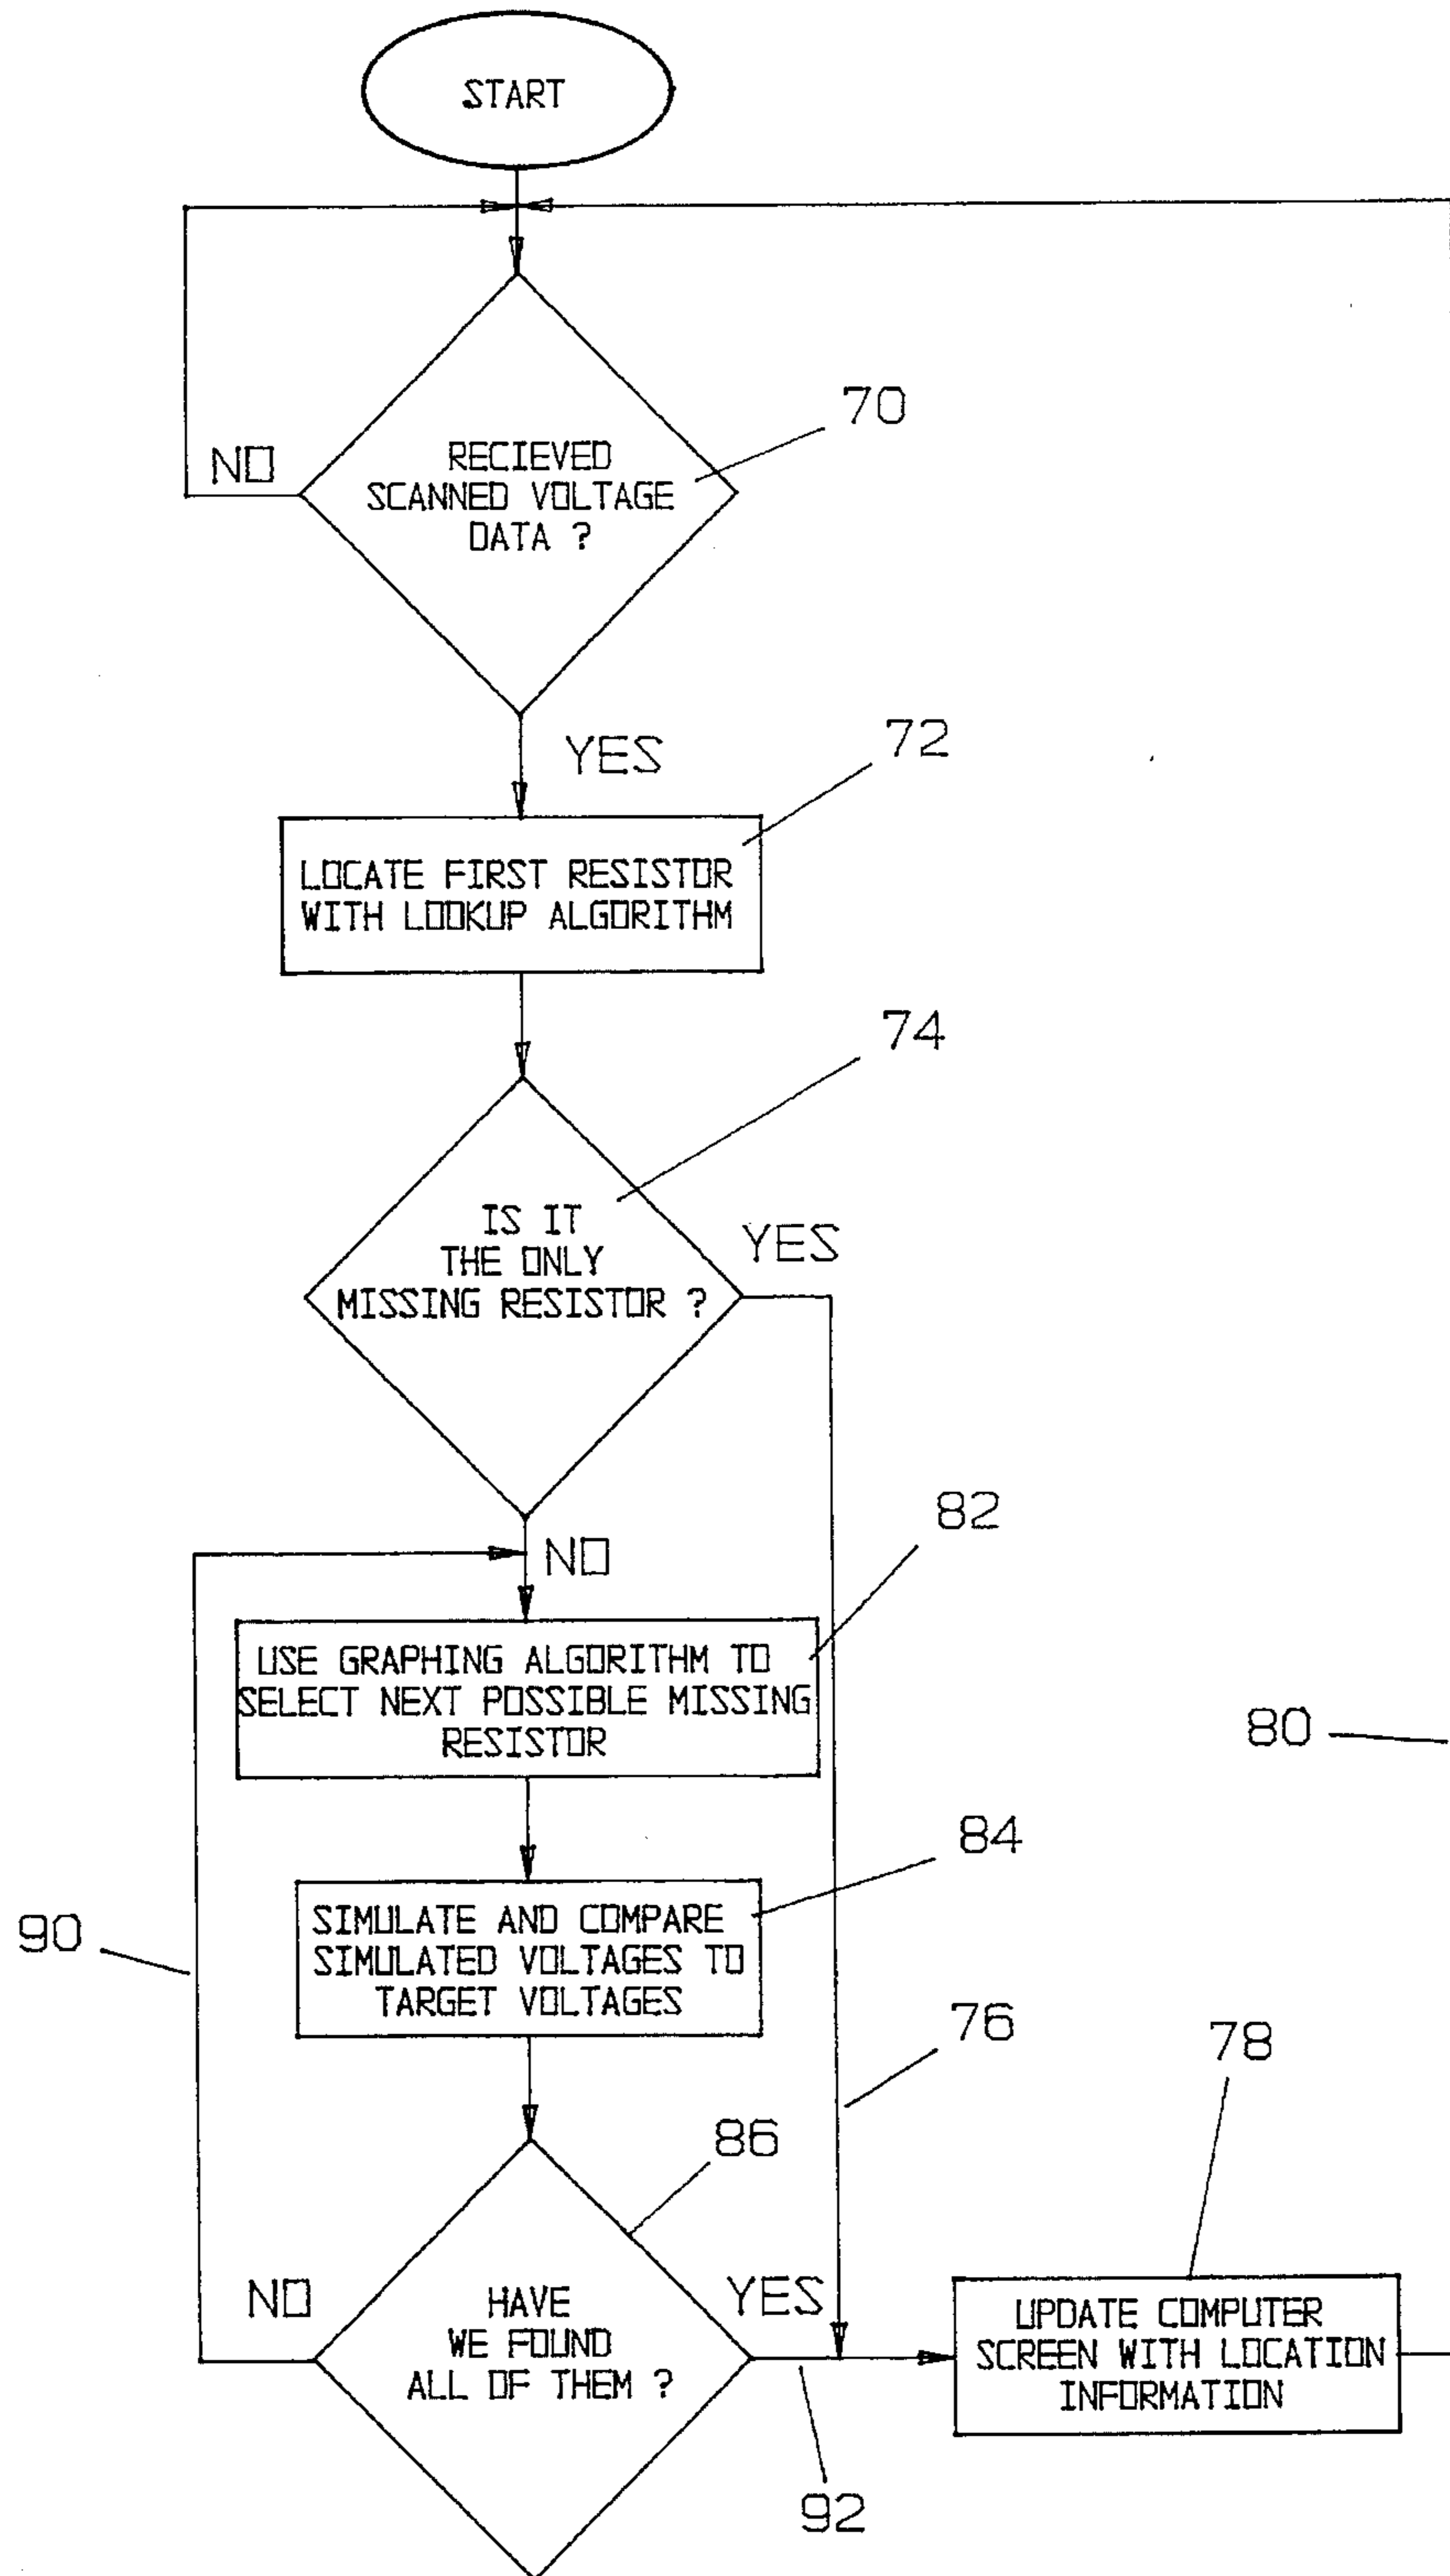 START
70
NO
RECIEVED
SCANNED VOLTAGE
DATA ?
YES
72
LOCATE FIRST RESISTOR
WITH LOOKUP ALGORITHM
74
IS IT
THE ONLY
MISSING RESISTOR ?
YES
82
NO
USE GRAPHING ALGORITHM TO
SELECT NEXT POSSIBLE MISSING
RESISTOR
80
84
SIMULATE AND COMPARE
SIMULATED VOLTAGES TO
TARGET VOLTAGES
90
76
78
86
NO
HAVE
WE FOUND
ALL OF THEM ?
YES
UPDATE COMPUTER
SCREEN WITH LOCATION
INFORMATION
92